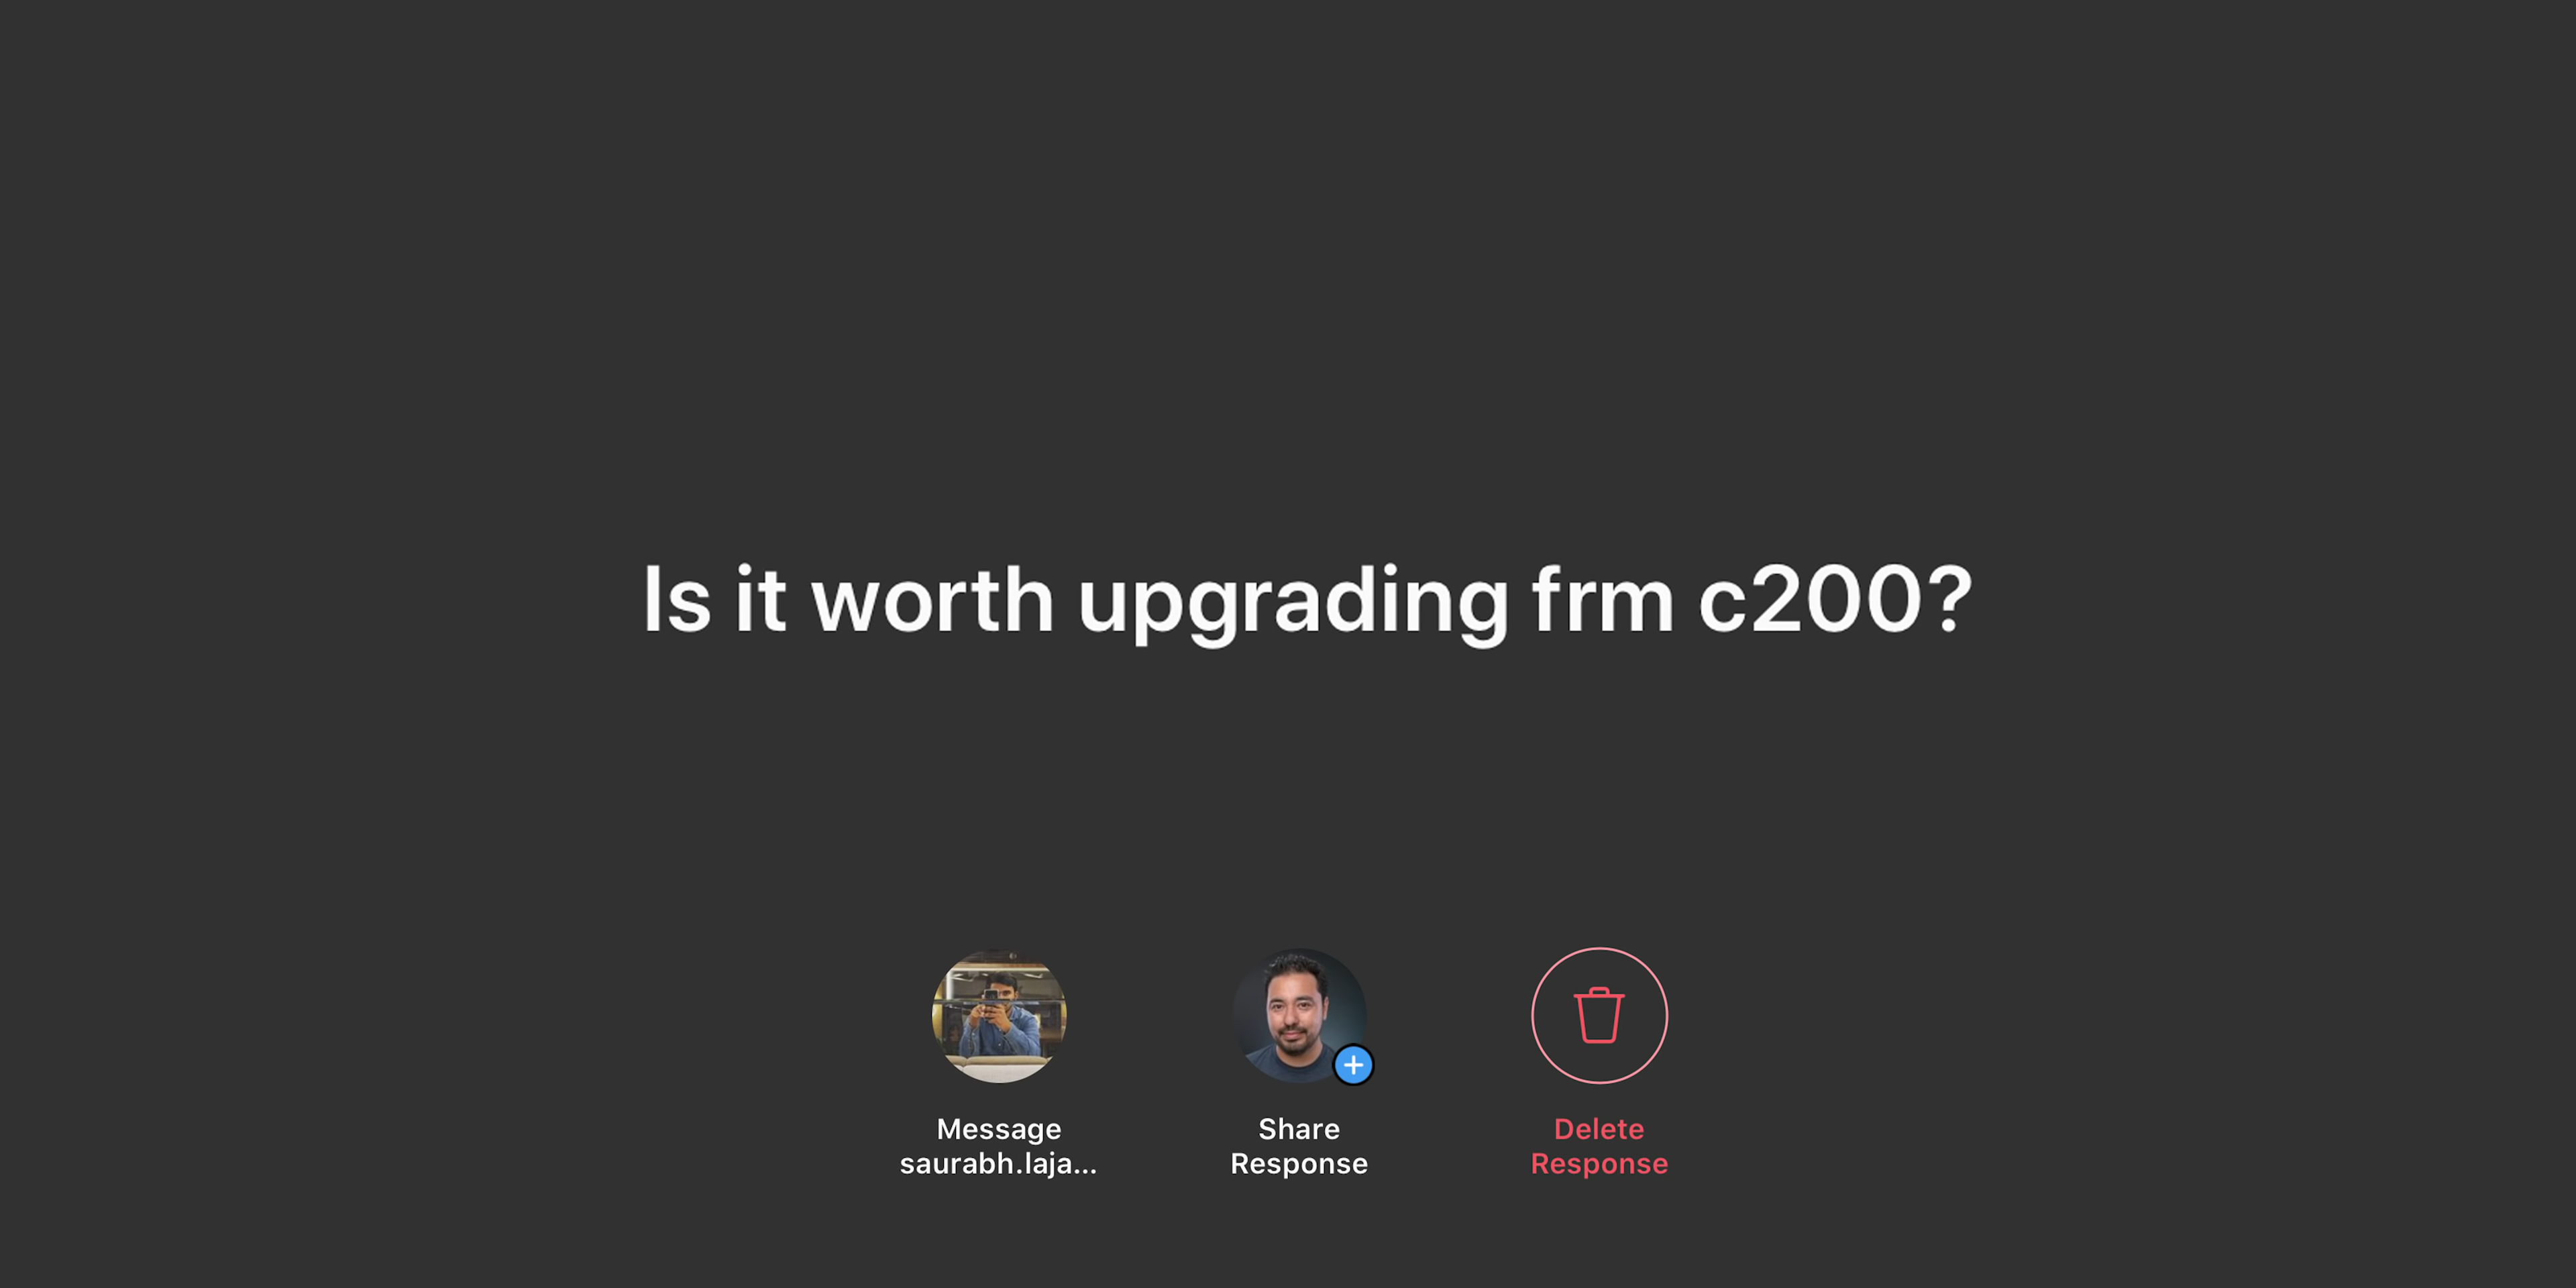 Is it worth upgrading frm c200?
Message
saurabh.laja...
Share
Response
Delete
Response